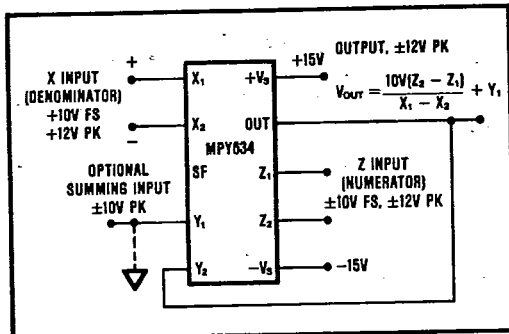 X INPUT
(DENOMINATOR)
+10V FS
+12V PK
+
–
OPTIONAL
SUMMING INPUT
±10V PK
X₁
X₂
MPY634
SF
Y₁
Y₂
+Vₛ
OUT
Z₁
Z₂
–Vₛ
+15V
OUTPUT, ±12V PK
V_OUT = 10V(Z₂ – Z₁) / X₁ – X₂ + Y₁
Z INPUT
(NUMERATOR)
±10V FS, ±12V PK
–15V